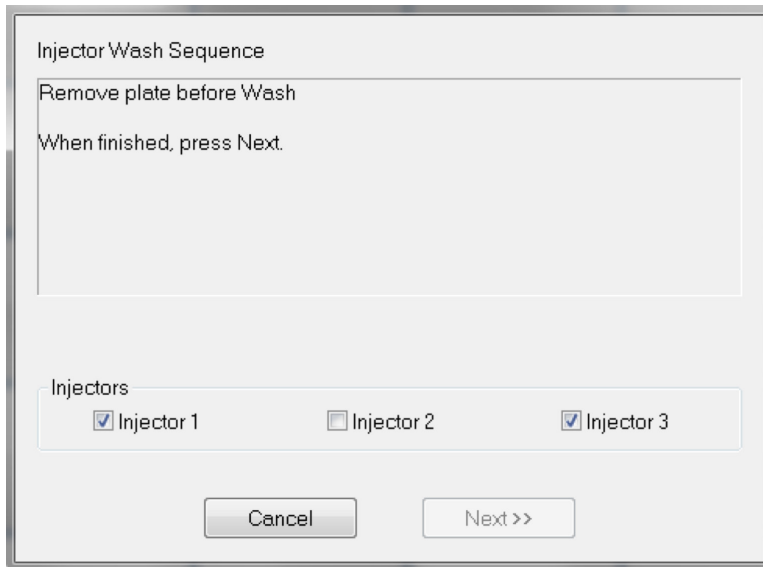 Injector Wash Sequence
Remove plate before Wash
When finished, press Next.
Injectors
Injector 1 Injector 2 Injector 3
Cancel Next >>